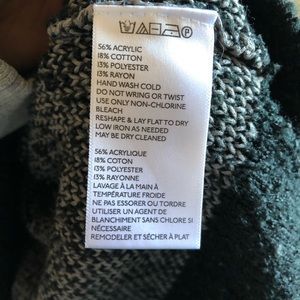 56% ACRYLIC
18% COTTON
13% POLYESTER
13% RAYON
HAND WASH COLD
DO NOT WRING OR TWIST
USE ONLY NON-CHLORINE
BLEACH
RESHAPE & LAY FLAT TO DRY
LOW IRON AS NEEDED
MAY BE DRY CLEANED
56% ACRYLIQUE
18% COTON
13% POLYESTER
13% RAYONNE
LAVAGE À LA MAIN À
TEMPÉRATURE FROIDE
NE PAS ESSORER OU TORDRE
UTILISER UN AGENT DE
BLANCHIMENT SANS CHLORE SI
NÉCESSAIRE
REMODELER ET SÉCHER À PLAT